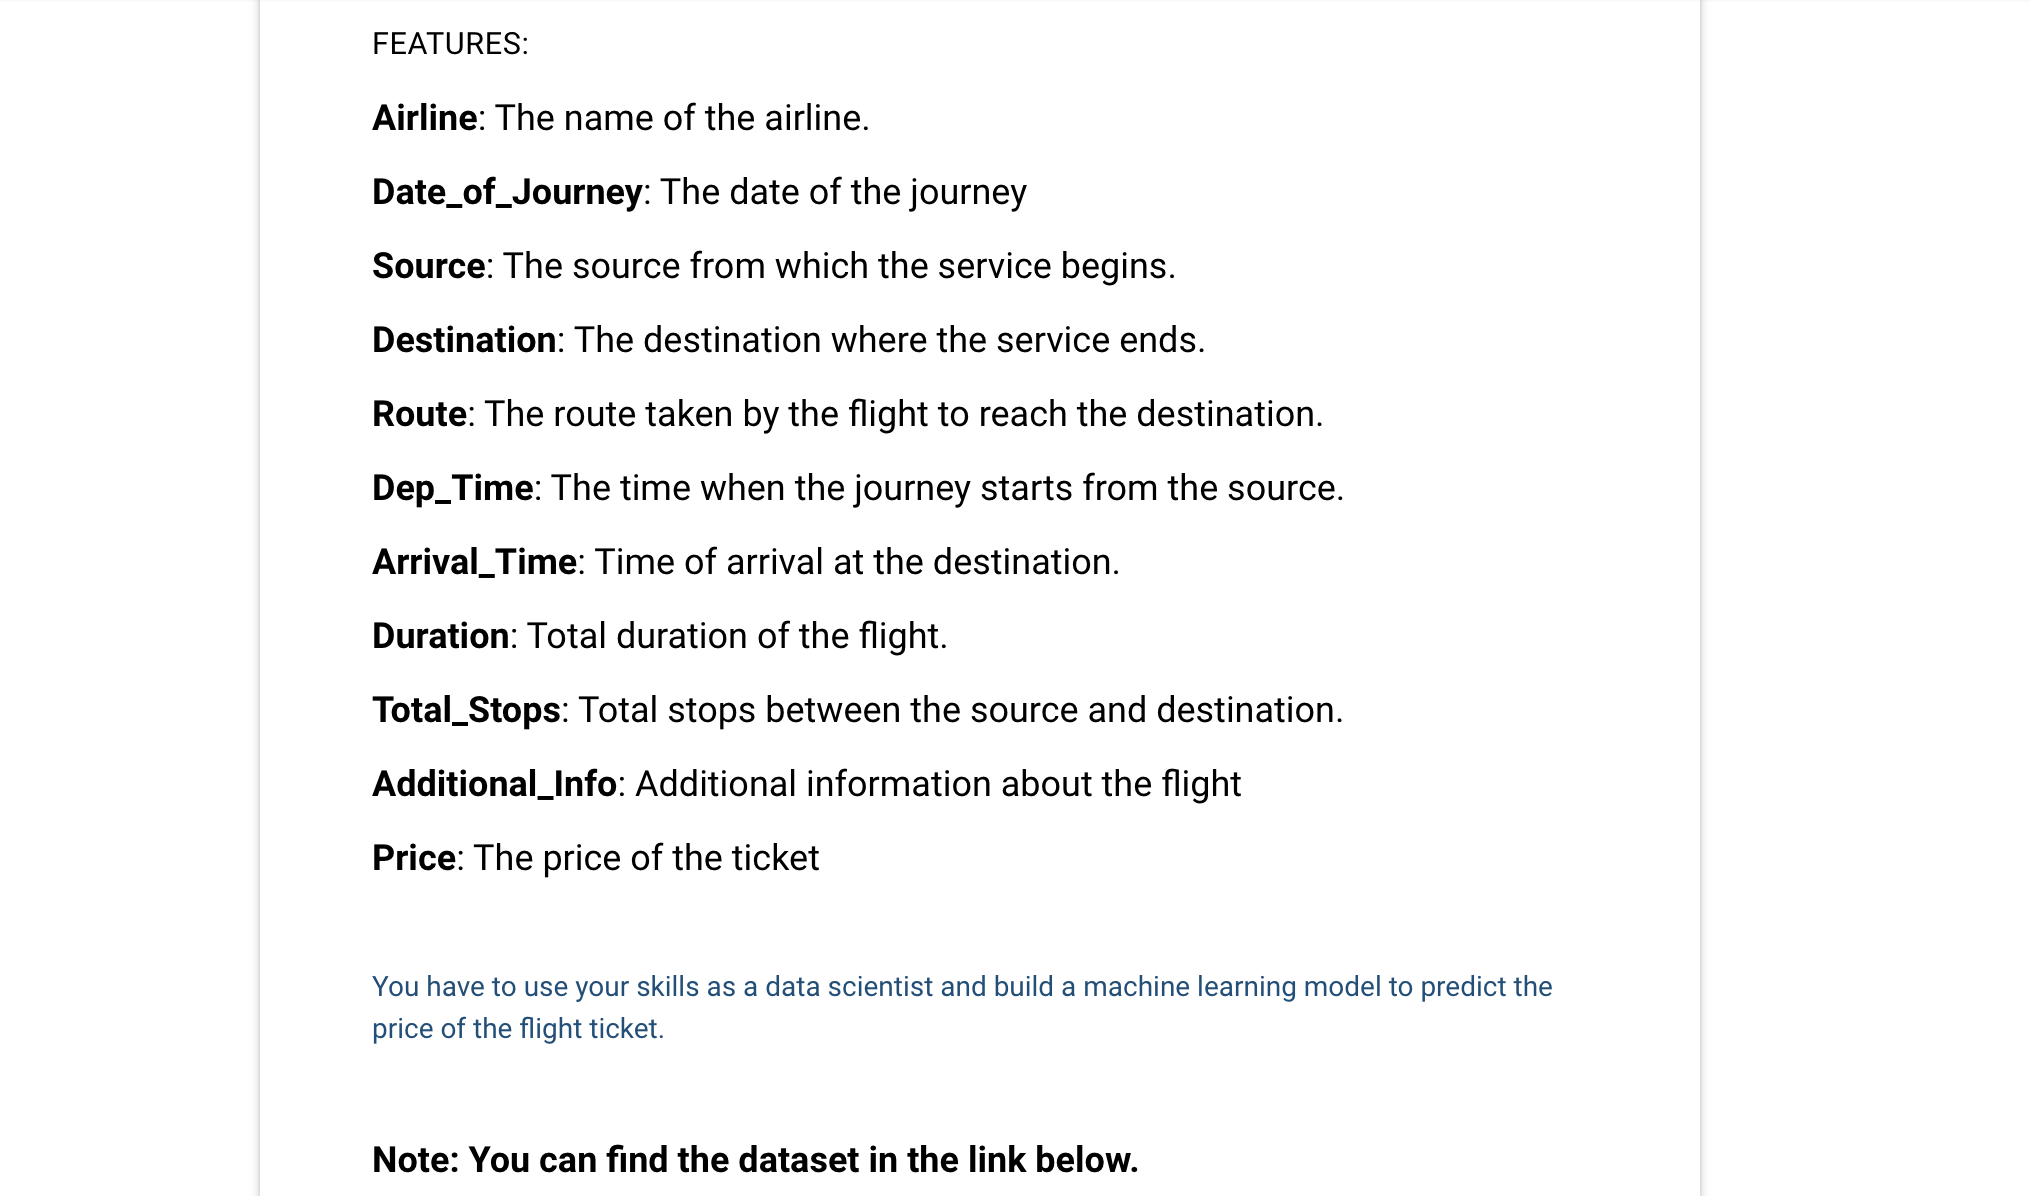 FEATURES:
Airline: The name of the airline.
Date_of_Journey: The date of the journey
Source: The source from which the service begins.
Destination: The destination where the service ends.
Route: The route taken by the flight to reach the destination.
Dep_Time: The time when the journey starts from the source.
Arrival_Time: Time of arrival at the destination.
Duration: Total duration of the flight.
Total_Stops: Total stops between the source and destination.
Additional_Info: Additional information about the flight
Price: The price of the ticket
You have to use your skills as a data scientist and build a machine learning model to predict the
price of the flight ticket.
Note: You can find the dataset in the link below.